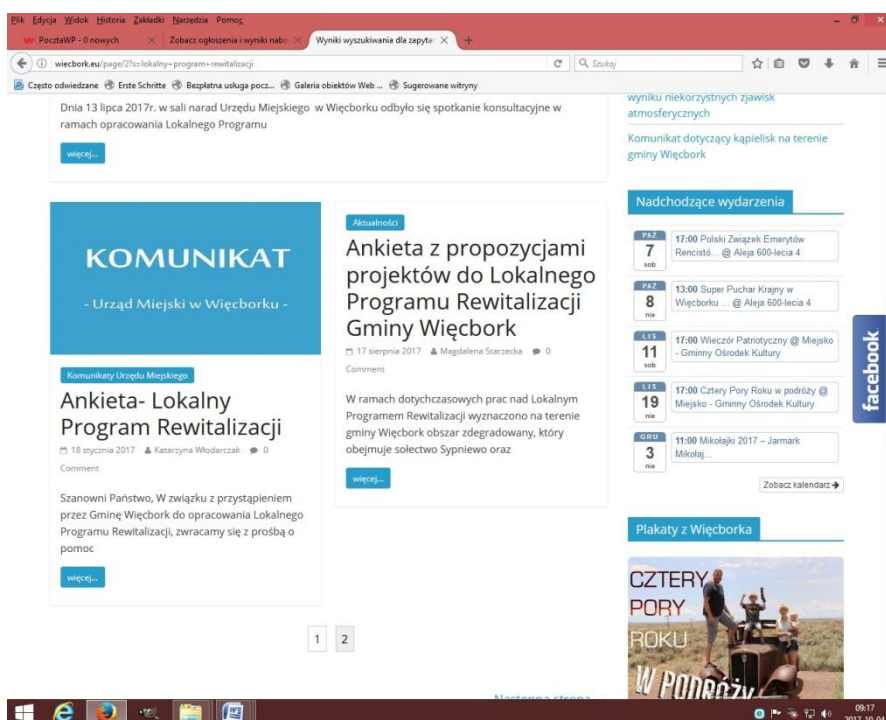 Plik Edycja Widok Historia Zakładki Narzędzia Pomoc
PocztaWP - 0 nowych
Zobacz ogłoszenia i wyniki nabo
Wyniki wyszukiwania dla zapytan
wiecbork.eu/page/2?s=lokalny+program+rewitalizacji
Szukaj
Często odwiedzane Erste Schritte Bezpłatna usługa pocz... Galeria obiektów Web ... Sugerowane witryny
Dnia 13 lipca 2017r. w sali narad Urzędu Miejskiego w Więcborku odbyło się spotkanie konsultacyjne w
ramach opracowania Lokalnego Programu
więcej...
KOMUNIKAT
- Urząd Miejski w Więcborku -
Komunikaty Urzędu Miejskiego
Ankieta- Lokalny
Program Rewitalizacji
18 stycznia 2017 Katarzyna Włodarczak 0
Comment
Szanowni Państwo, W związku z przystąpieniem
przez Gminę Więcbork do opracowania Lokalnego
Programu Rewitalizacji, zwracamy się z prośbą o
pomoc
więcej...
Aktualności
Ankieta z propozycjami
projektów do Lokalnego
Programu Rewitalizacji
Gminy Więcbork
17 sierpnia 2017 Magdalena Starzecka 0
Comment
W ramach dotychczasowych prac nad Lokalnym
Programem Rewitalizacji wyznaczono na terenie
gminy Więcbork obszar zdegradowany, który
obejmuje sołectwo Sypniewo oraz
więcej...
1 2
Następna strona
wyniku niekorzystnych zjawisk
atmosferycznych
Komunikat dotyczący kąpielisk na terenie
gminy Więcbork
Nadchodzące wydarzenia
PAŹ
7
sob
17:00 Polski Związek Emerytów
Rencistó... @ Aleja 600-lecia 4
PAŹ
8
nie
13:00 Super Puchar Krajny w
Więcborku ... @ Aleja 600-lecia 4
LIS
11
sob
17:00 Wieczór Patriotyczny @ Miejsko
- Gminny Ośrodek Kultury
LIS
19
nie
17:00 Cztery Pory Roku w podróży @
Miejsko - Gminny Ośrodek Kultury
GRU
3
nie
11:00 Mikołajki 2017 – Jarmark
Mikołaj...
Zobacz kalendarz
Plakaty z Więcborka
CZTERY
PORY
ROKU
W PODRÓŻY
facebook
09:17
2017-10-04